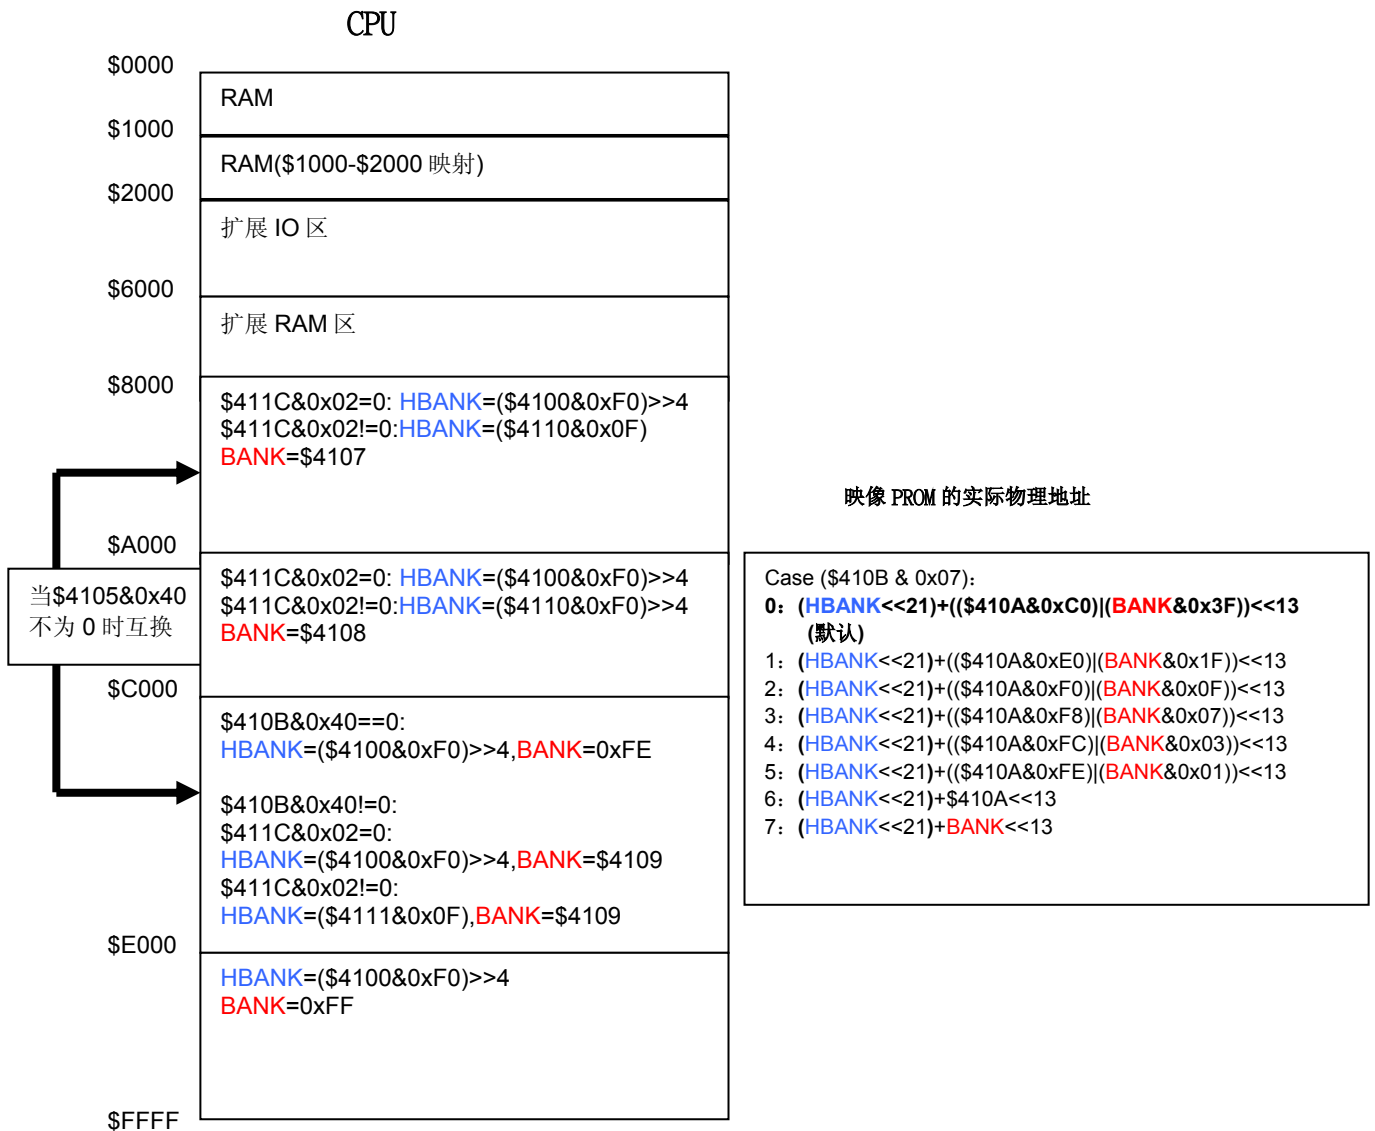 CPU
$0000
RAM
$1000
RAM($1000-$2000 映射)
$2000
扩展 IO 区
$6000
扩展 RAM 区
$8000
$411C&0x02=0: HBANK=($4100&0xF0)>>4
$411C&0x02!=0:HBANK=($4110&0x0F)
BANK=$4107
$A000
$411C&0x02=0: HBANK=($4100&0xF0)>>4
$411C&0x02!=0:HBANK=($4110&0xF0)>>4
BANK=$4108
当$4105&0x40
不为 0 时互换
$C000
$410B&0x40==0:
HBANK=($4100&0xF0)>>4,BANK=0xFE
$410B&0x40!=0:
$411C&0x02=0:
HBANK=($4100&0xF0)>>4,BANK=$4109
$411C&0x02!=0:
HBANK=($4111&0x0F),BANK=$4109
$E000
HBANK=($4100&0xF0)>>4
BANK=0xFF
$FFFF
映像 PROM 的实际物理地址
Case ($410B & 0x07)：
0：(HBANK<<21)+(($410A&0xC0)|(BANK&0x3F))<<13
(默认)
1：(HBANK<<21)+(($410A&0xE0)|(BANK&0x1F))<<13
2：(HBANK<<21)+(($410A&0xF0)|(BANK&0x0F))<<13
3：(HBANK<<21)+(($410A&0xF8)|(BANK&0x07))<<13
4：(HBANK<<21)+(($410A&0xFC)|(BANK&0x03))<<13
5：(HBANK<<21)+(($410A&0xFE)|(BANK&0x01))<<13
6：(HBANK<<21)+$410A<<13
7：(HBANK<<21)+BANK<<13